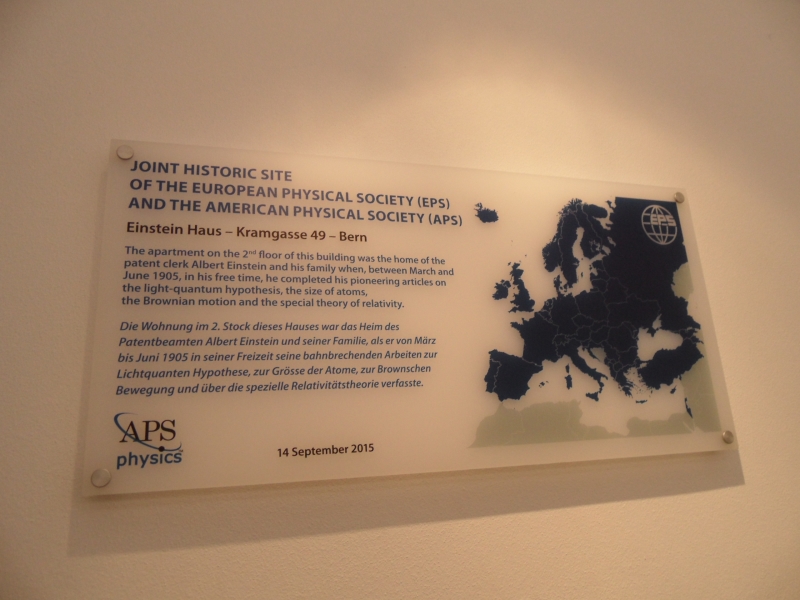 JOINT HISTORIC SITE
OF THE EUROPEAN PHYSICAL SOCIETY (EPS)
AND THE AMERICAN PHYSICAL SOCIETY (APS)
Einstein Haus – Kramgasse 49 – Bern
The apartment on the 2nd floor of this building was the home of the
patent clerk Albert Einstein and his family when, between March and
June 1905, in his free time, he completed his pioneering articles on
the light-quantum hypothesis, the size of atoms,
the Brownian motion and the special theory of relativity.
Die Wohnung im 2. Stock dieses Hauses war das Heim des
Patentbeamten Albert Einstein und seiner Familie, als er von März
bis Juni 1905 in seiner Freizeit seine bahnbrechenden Arbeiten zur
Lichtquanten Hypothese, zur Grösse der Atome, zur Brownschen
Bewegung und über die spezielle Relativitätstheorie verfasste.
APS
physics
14 September 2015
EPS